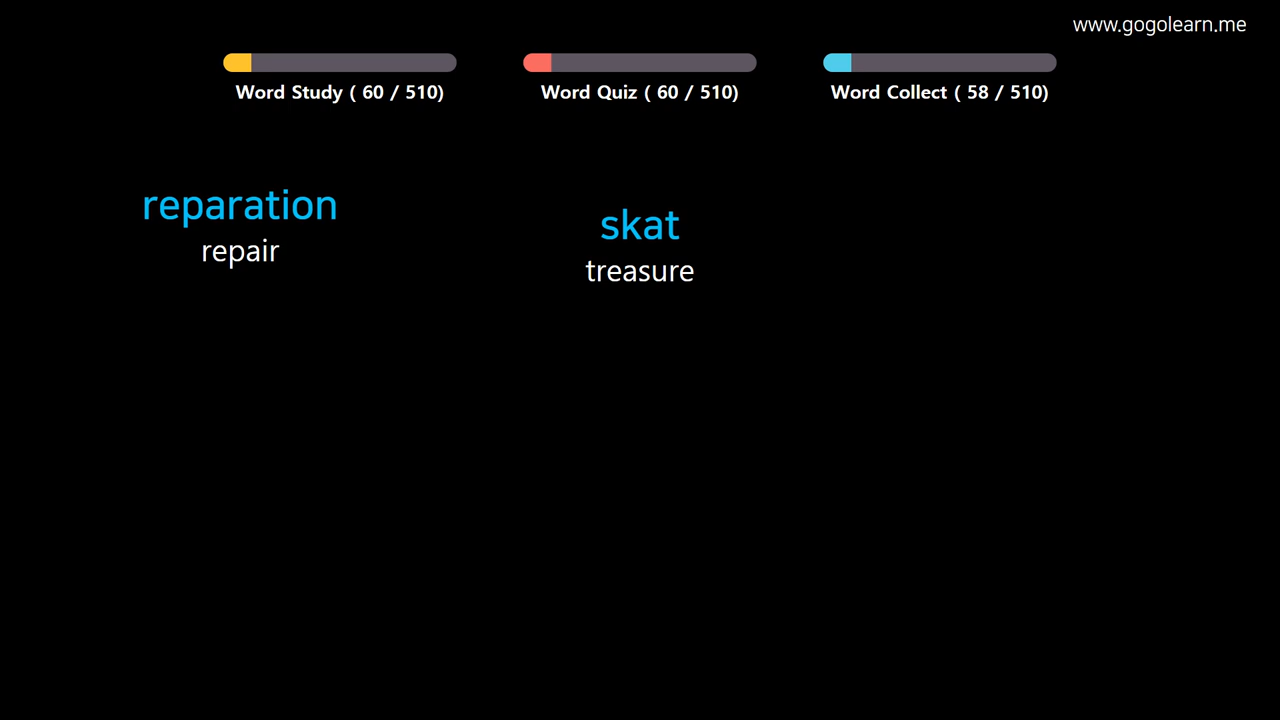 www.gogolearn.me
Word Study ( 60 / 510)
Word Quiz ( 60 / 510)
Word Collect ( 58 / 510)
reparation
repair
skat
treasure